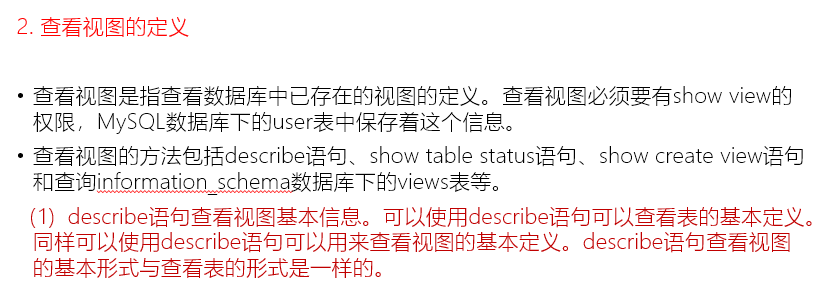 2. 查看视图的定义
• 查看视图是指查看数据库中已存在的视图的定义。查看视图必须要有show view的
权限，MySQL数据库下的user表中保存着这个信息。
• 查看视图的方法包括describe语句、show table status语句、show create view语句
和查询information_schema数据库下的views表等。
(1) describe语句查看视图基本信息。可以使用describe语句可以查看表的基本定义。
同样可以使用describe语句可以用来查看视图的基本定义。describe语句查看视图
的基本形式与查看表的形式是一样的。